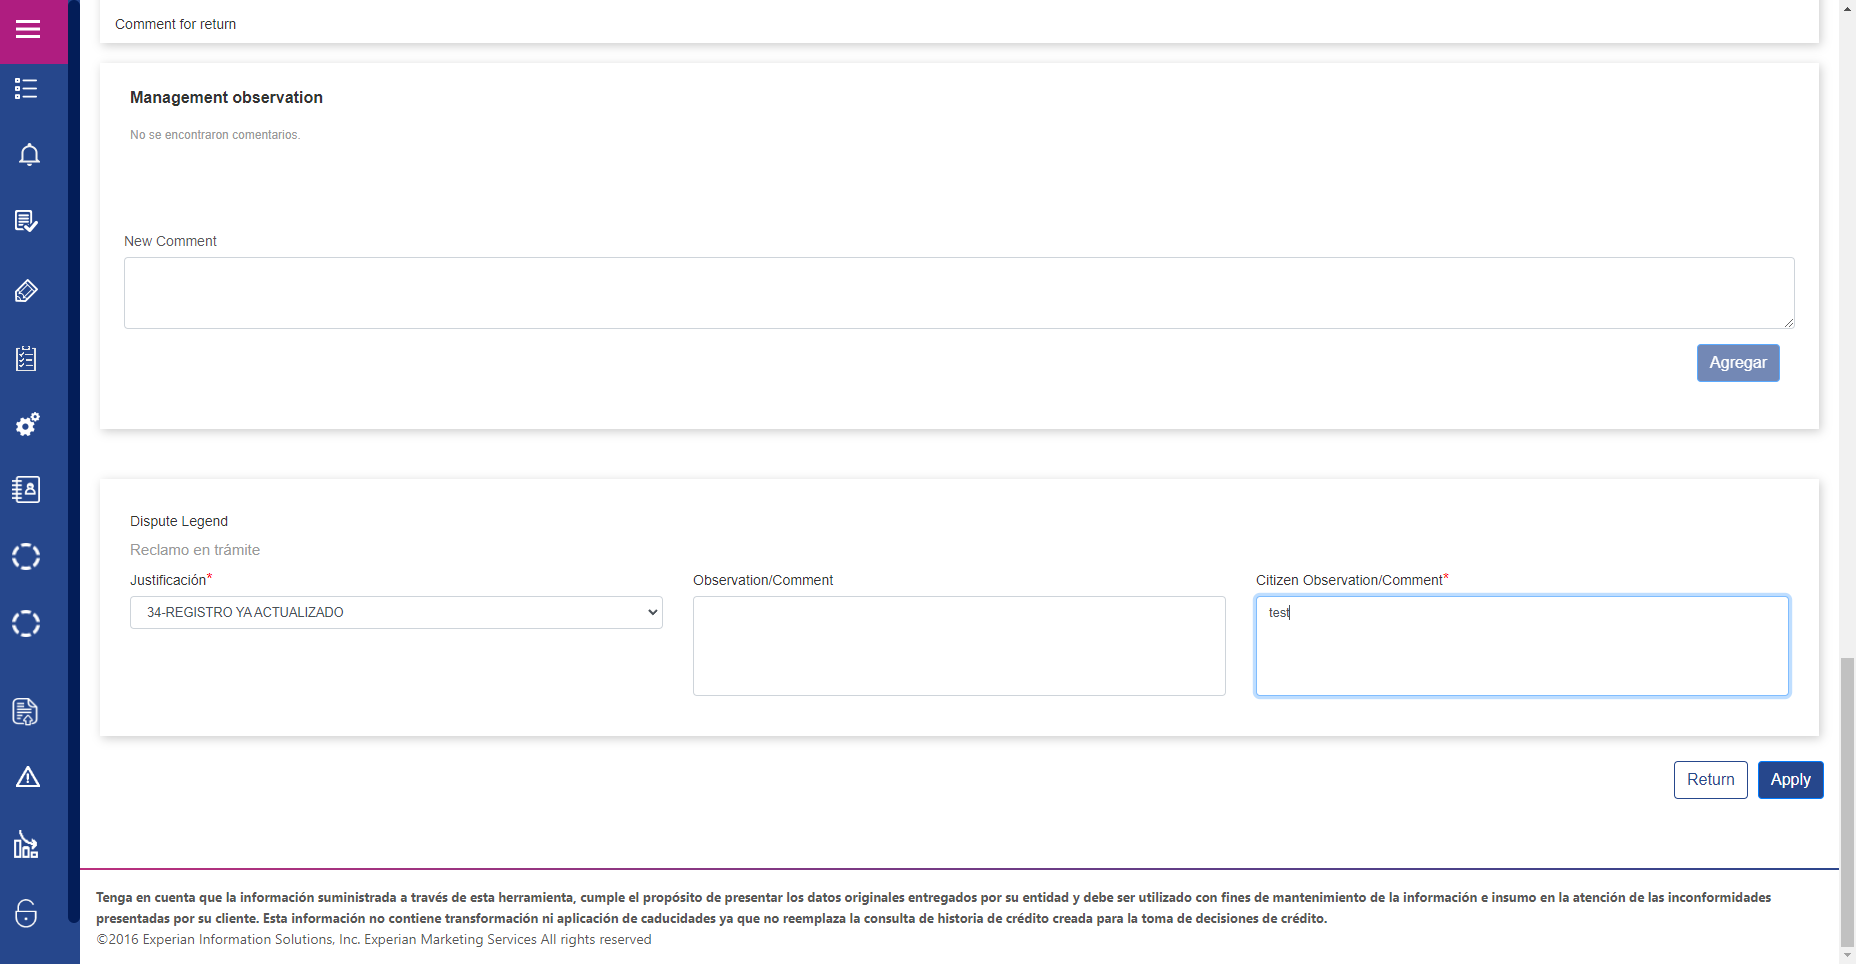 Comment for return
Management observation
No se encontraron comentarios.
New Comment
Agregar
Dispute Legend
Reclamo en trámite
Justificación*
Observation/Comment
Citizen Observation/Comment*
34-REGISTRO YA ACTUALIZADO
test
Return
Apply
Tenga en cuenta que la información suministrada a través de esta herramienta, cumple el propósito de presentar los datos originales entregados por su entidad y debe ser utilizado con fines de mantenimiento de la información e insumo en la atención de las inconformidades
presentadas por su cliente. Esta información no contiene transformación ni aplicación de caducidades ya que no reemplaza la consulta de historia de crédito creada para la toma de decisiones de crédito.
©2016 Experian Information Solutions, Inc. Experian Marketing Services All rights reserved